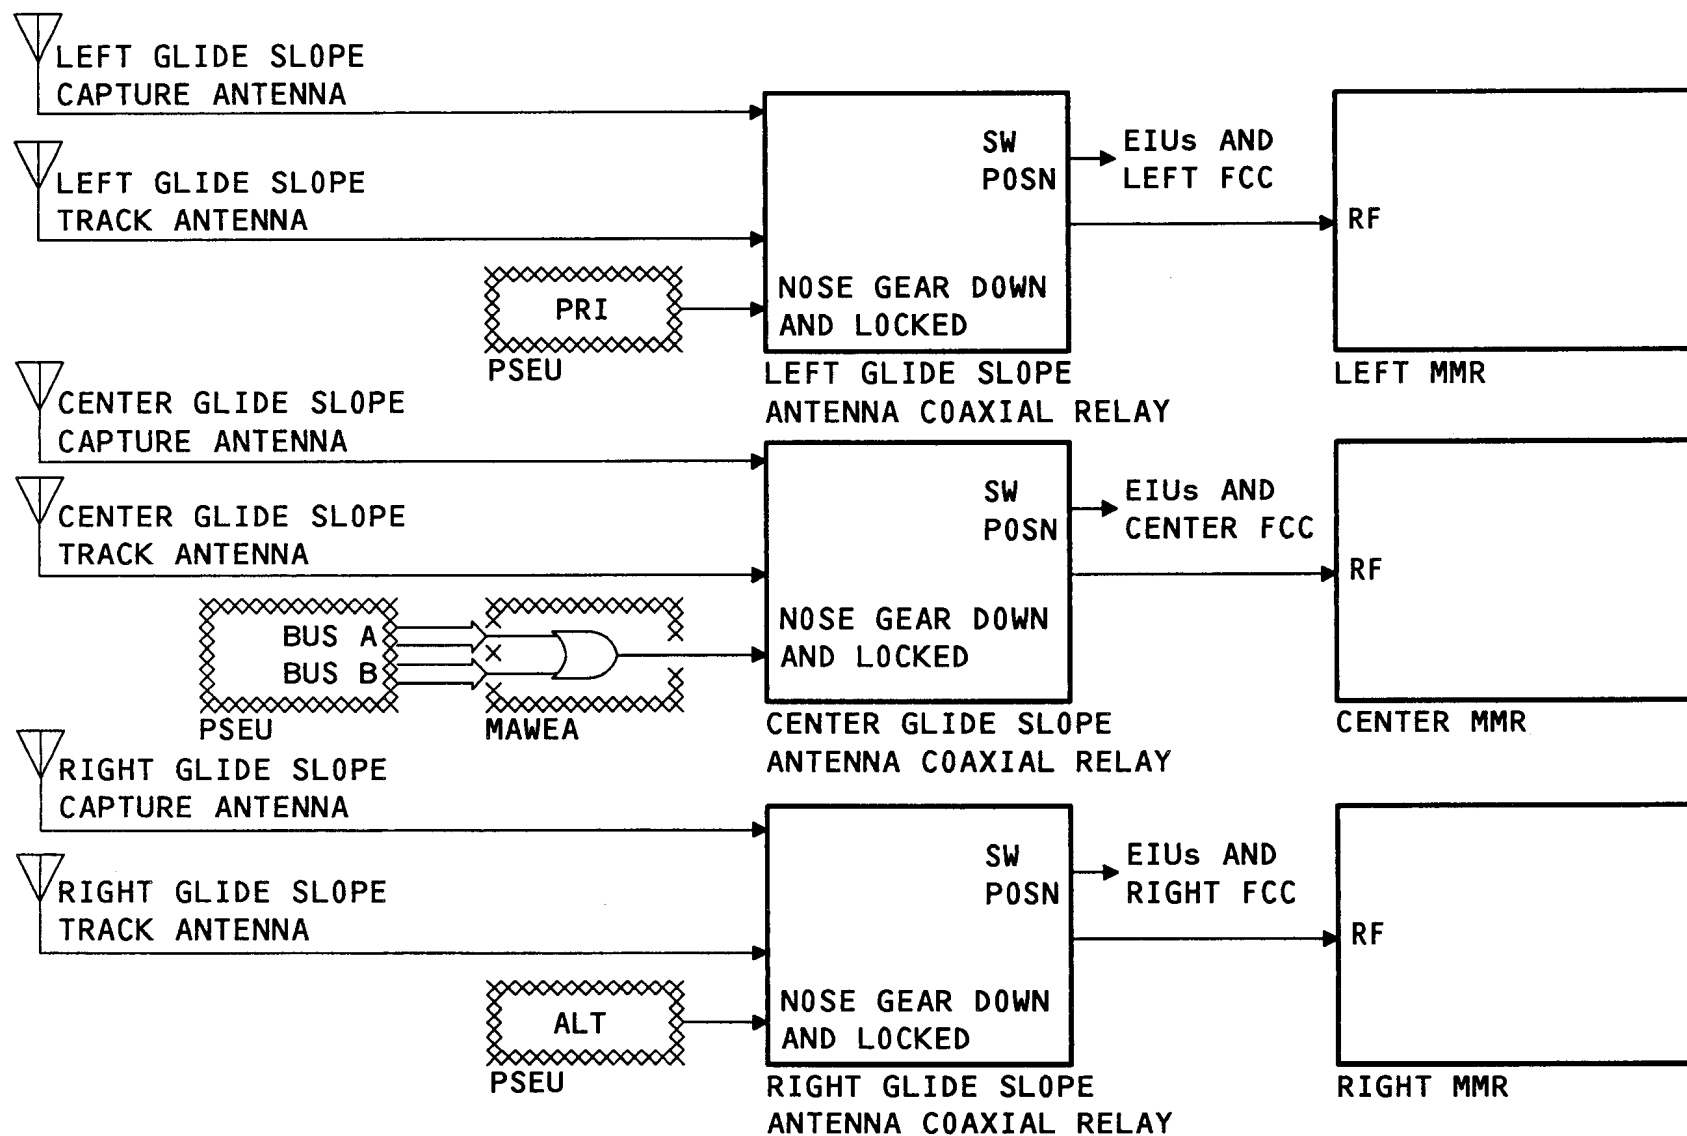 LEFT GLIDE SLOPE
CAPTURE ANTENNA
LEFT GLIDE SLOPE
TRACK ANTENNA
PRI
PSEU
SW
POSN
NOSE GEAR DOWN
AND LOCKED
LEFT GLIDE SLOPE
ANTENNA COAXIAL RELAY
EIUs AND
LEFT FCC
RF
LEFT MMR
CENTER GLIDE SLOPE
CAPTURE ANTENNA
CENTER GLIDE SLOPE
TRACK ANTENNA
BUS A
BUS B
PSEU
MAWEA
SW
POSN
NOSE GEAR DOWN
AND LOCKED
CENTER GLIDE SLOPE
ANTENNA COAXIAL RELAY
EIUs AND
CENTER FCC
RF
CENTER MMR
RIGHT GLIDE SLOPE
CAPTURE ANTENNA
RIGHT GLIDE SLOPE
TRACK ANTENNA
ALT
PSEU
SW
POSN
NOSE GEAR DOWN
AND LOCKED
RIGHT GLIDE SLOPE
ANTENNA COAXIAL RELAY
EIUs AND
RIGHT FCC
RF
RIGHT MMR